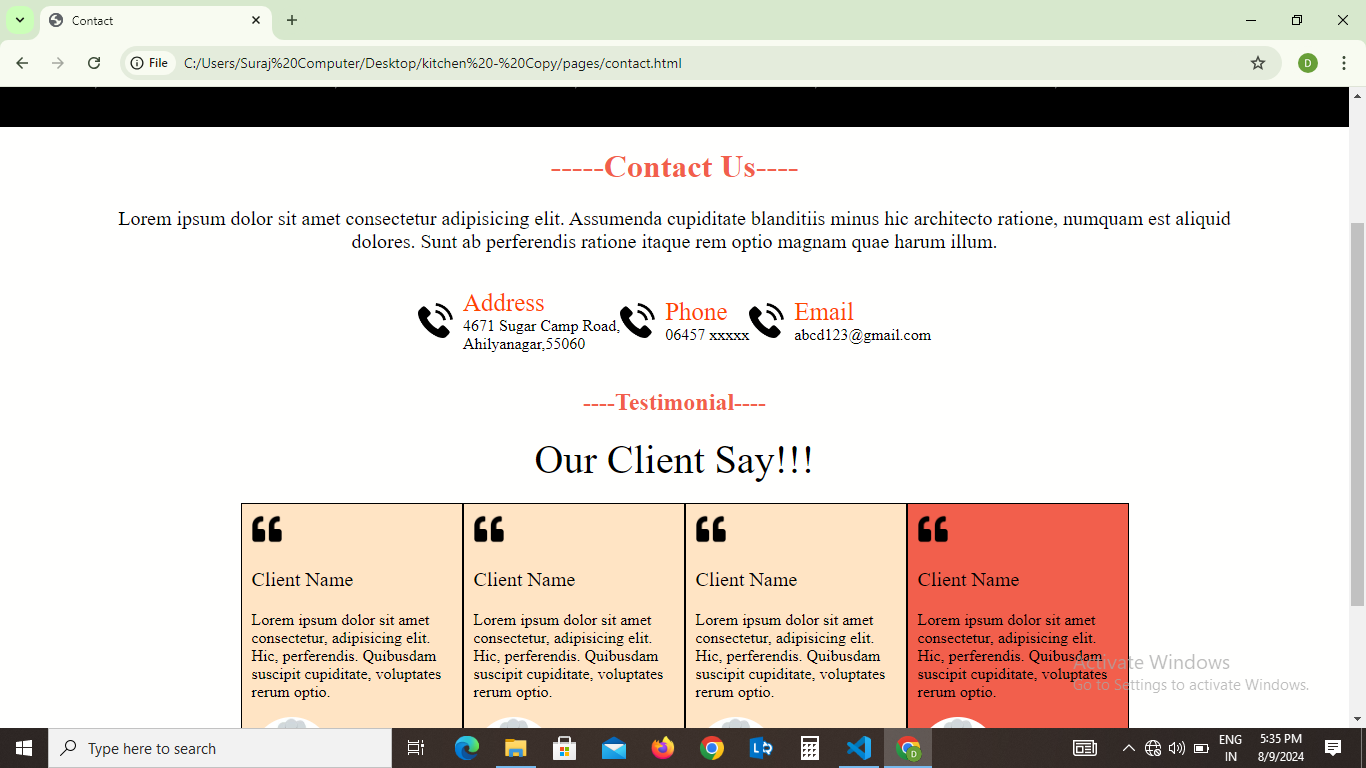 Contact
File
C:/Users/Suraj%20Computer/Desktop/kitchen%20-%20Copy/pages/contact.html
D
-----Contact Us----
Lorem ipsum dolor sit amet consectetur adipisicing elit. Assumenda cupiditate blanditiis minus hic architecto ratione, numquam est aliquid
dolores. Sunt ab perferendis ratione itaque rem optio magnam quae harum illum.
Address
4671 Sugar Camp Road,
Ahilyanagar,55060
Phone
06457 xxxxx
Email
abcd123@gmail.com
----Testimonial----
Our Client Say!!!
Client Name
Lorem ipsum dolor sit amet
consectetur, adipisicing elit.
Hic, perferendis. Quibusdam
suscipit cupiditate, voluptates
rerum optio.
Client Name
Lorem ipsum dolor sit amet
consectetur, adipisicing elit.
Hic, perferendis. Quibusdam
suscipit cupiditate, voluptates
rerum optio.
Client Name
Lorem ipsum dolor sit amet
consectetur, adipisicing elit.
Hic, perferendis. Quibusdam
suscipit cupiditate, voluptates
rerum optio.
Client Name
Lorem ipsum dolor sit amet
consectetur, adipisicing elit.
Hic, perferendis. Quibusdam
suscipit cupiditate, voluptates
rerum optio.
Activate Windows
Go to Settings to activate Windows.
Type here to search
D
ENG
IN
5:35 PM
8/9/2024